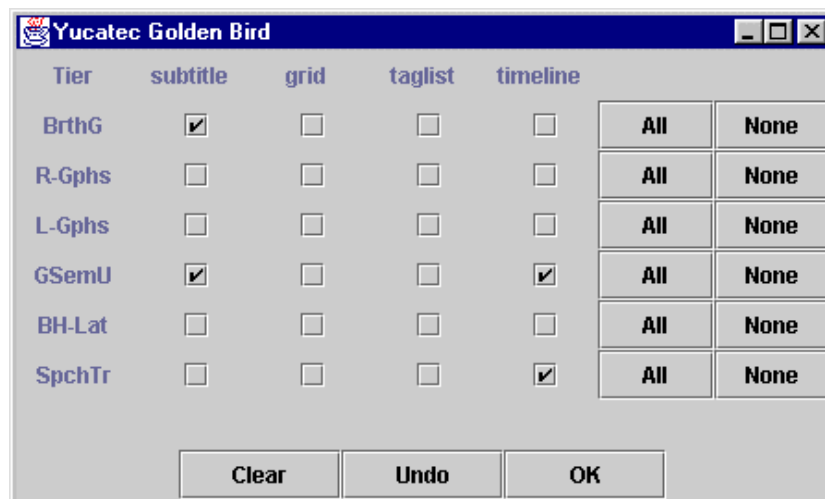 Yucatec Golden Bird
Tier subtitle grid taglist timeline
BrthG All None
R-Gphs All None
L-Gphs All None
GSemU All None
BH-Lat All None
SpchTr All None
Clear Undo OK